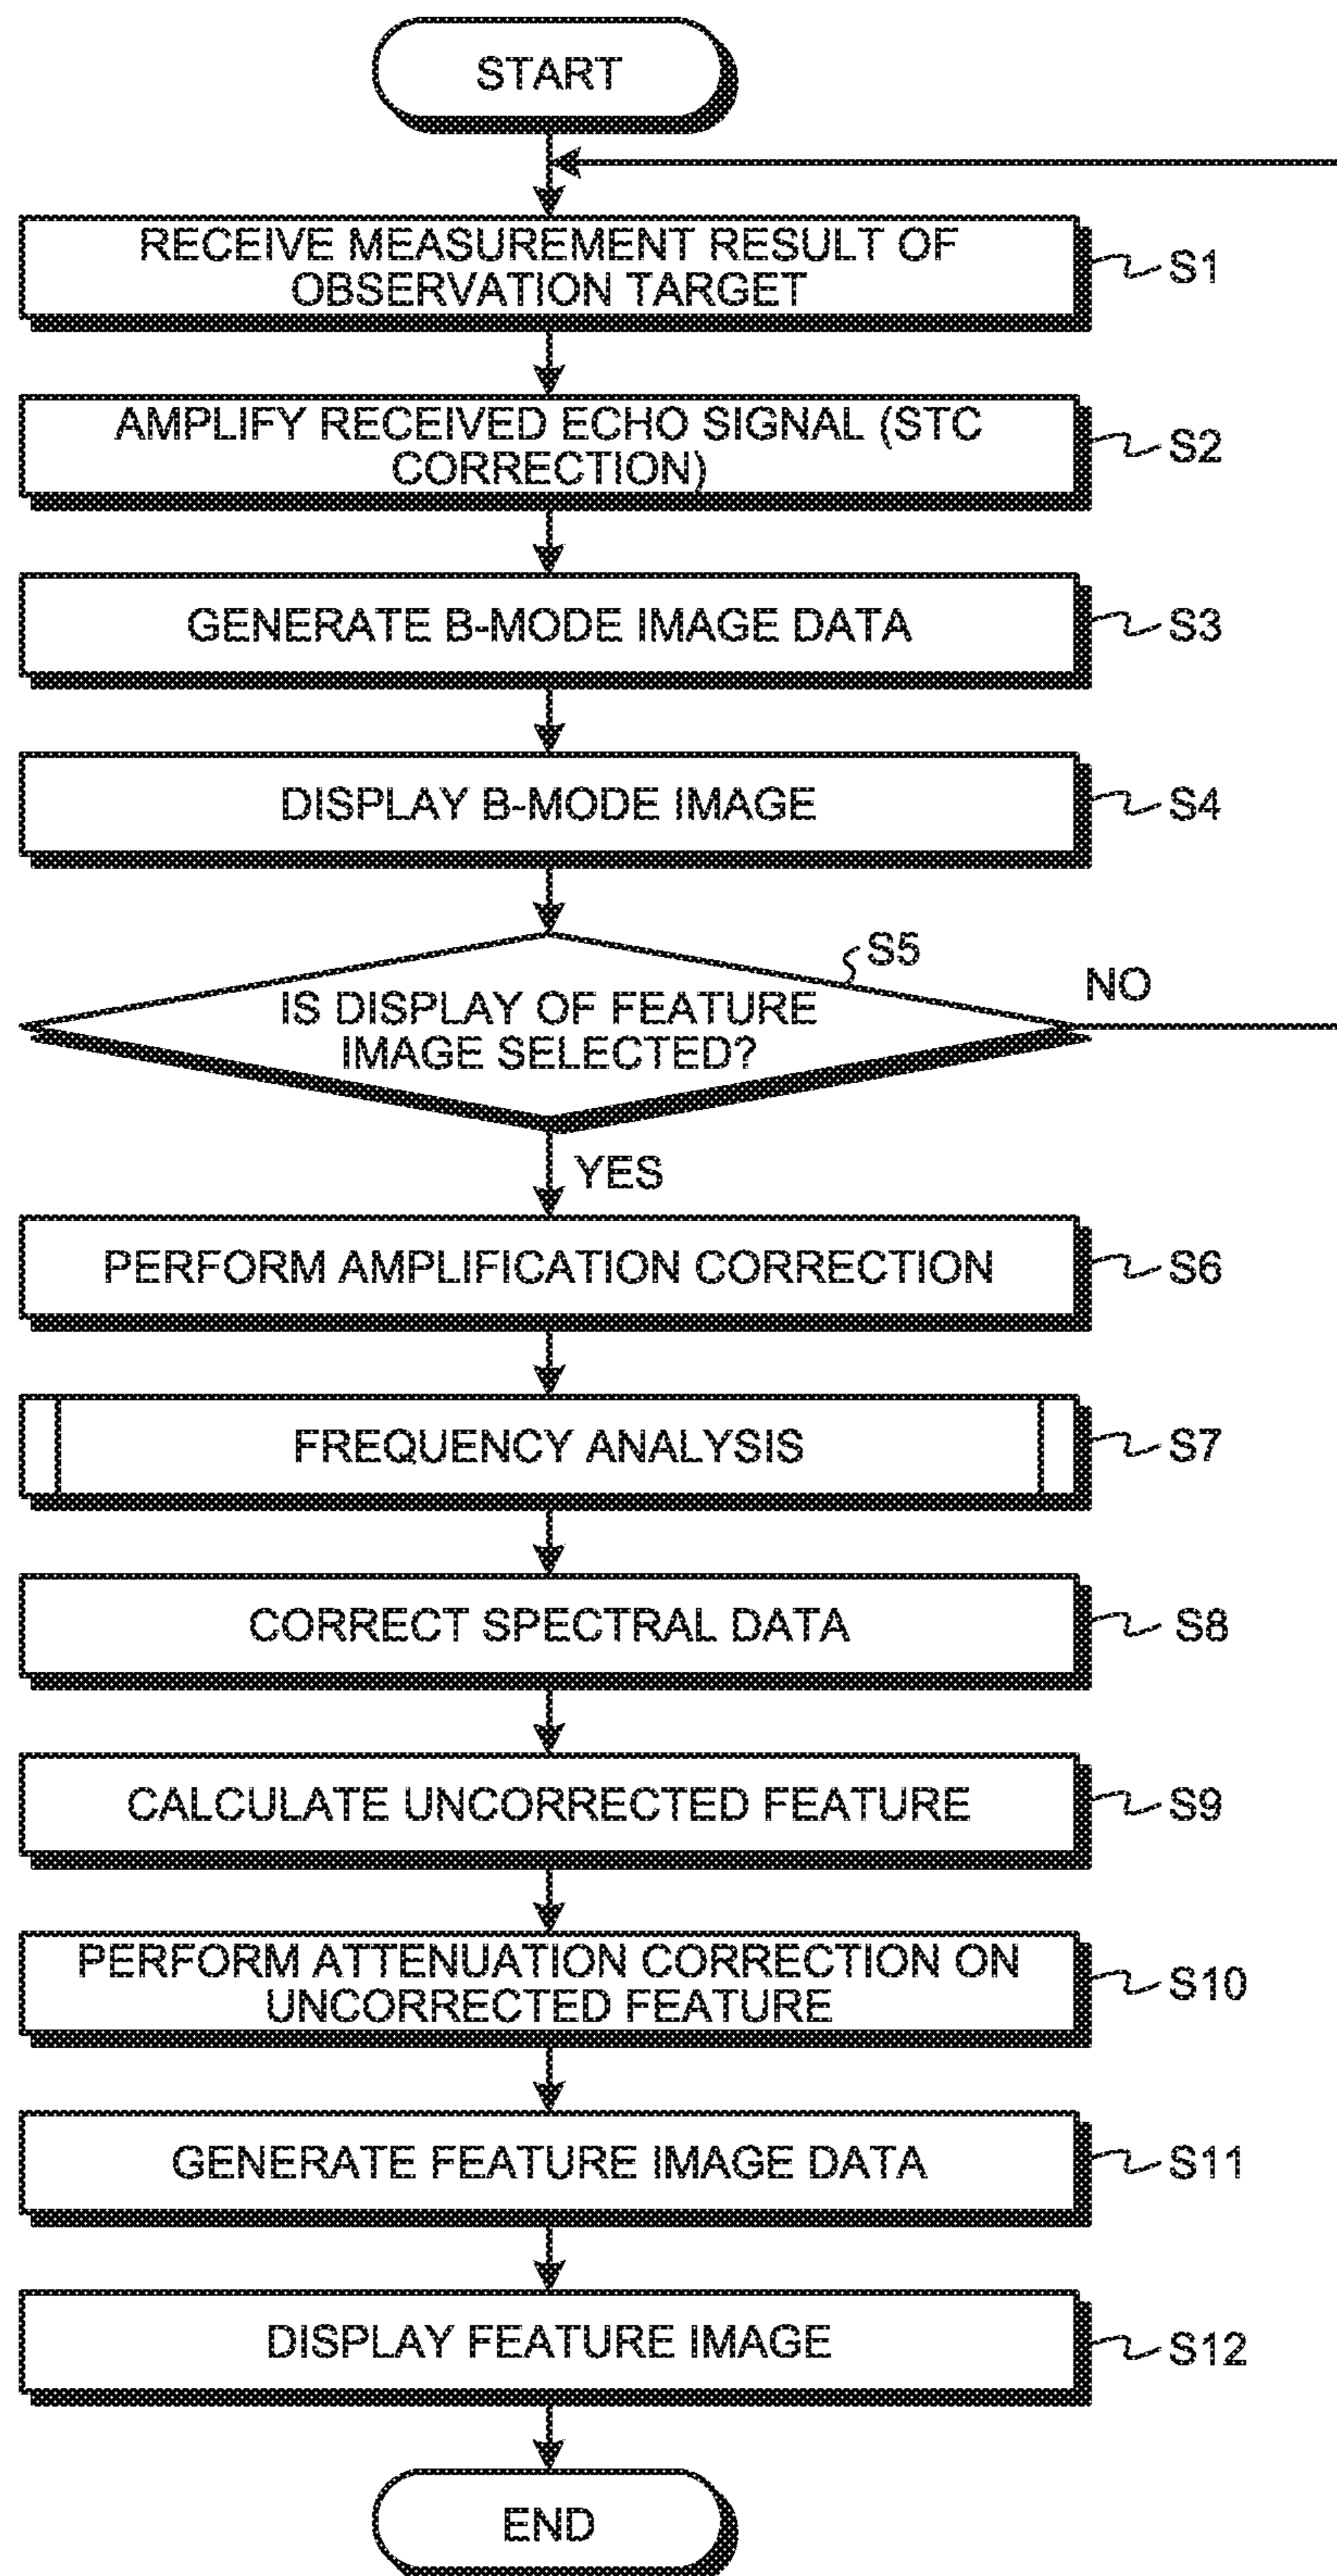 START
RECEIVE MEASUREMENT RESULT OF
OBSERVATION TARGET
S1
AMPLIFY RECEIVED ECHO SIGNAL (STC
CORRECTION)
S2
GENERATE B-MODE IMAGE DATA
S3
DISPLAY B-MODE IMAGE
S4
S5
IS DISPLAY OF FEATURE
IMAGE SELECTED?
NO
YES
PERFORM AMPLIFICATION CORRECTION
S6
FREQUENCY ANALYSIS
S7
CORRECT SPECTRAL DATA
S8
CALCULATE UNCORRECTED FEATURE
S9
PERFORM ATTENUATION CORRECTION ON
UNCORRECTED FEATURE
S10
GENERATE FEATURE IMAGE DATA
S11
DISPLAY FEATURE IMAGE
S12
END